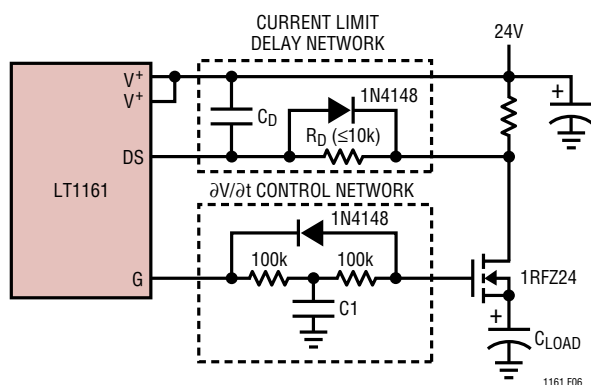 CURRENT LIMIT
DELAY NETWORK
24V
V+
V+
1N4148
+
CD
RD (≤10k)
DS
LT1161
∂V/∂t CONTROL NETWORK
1N4148
100k
100k
G
1RFZ24
C1
+
CLOAD
1161 F06